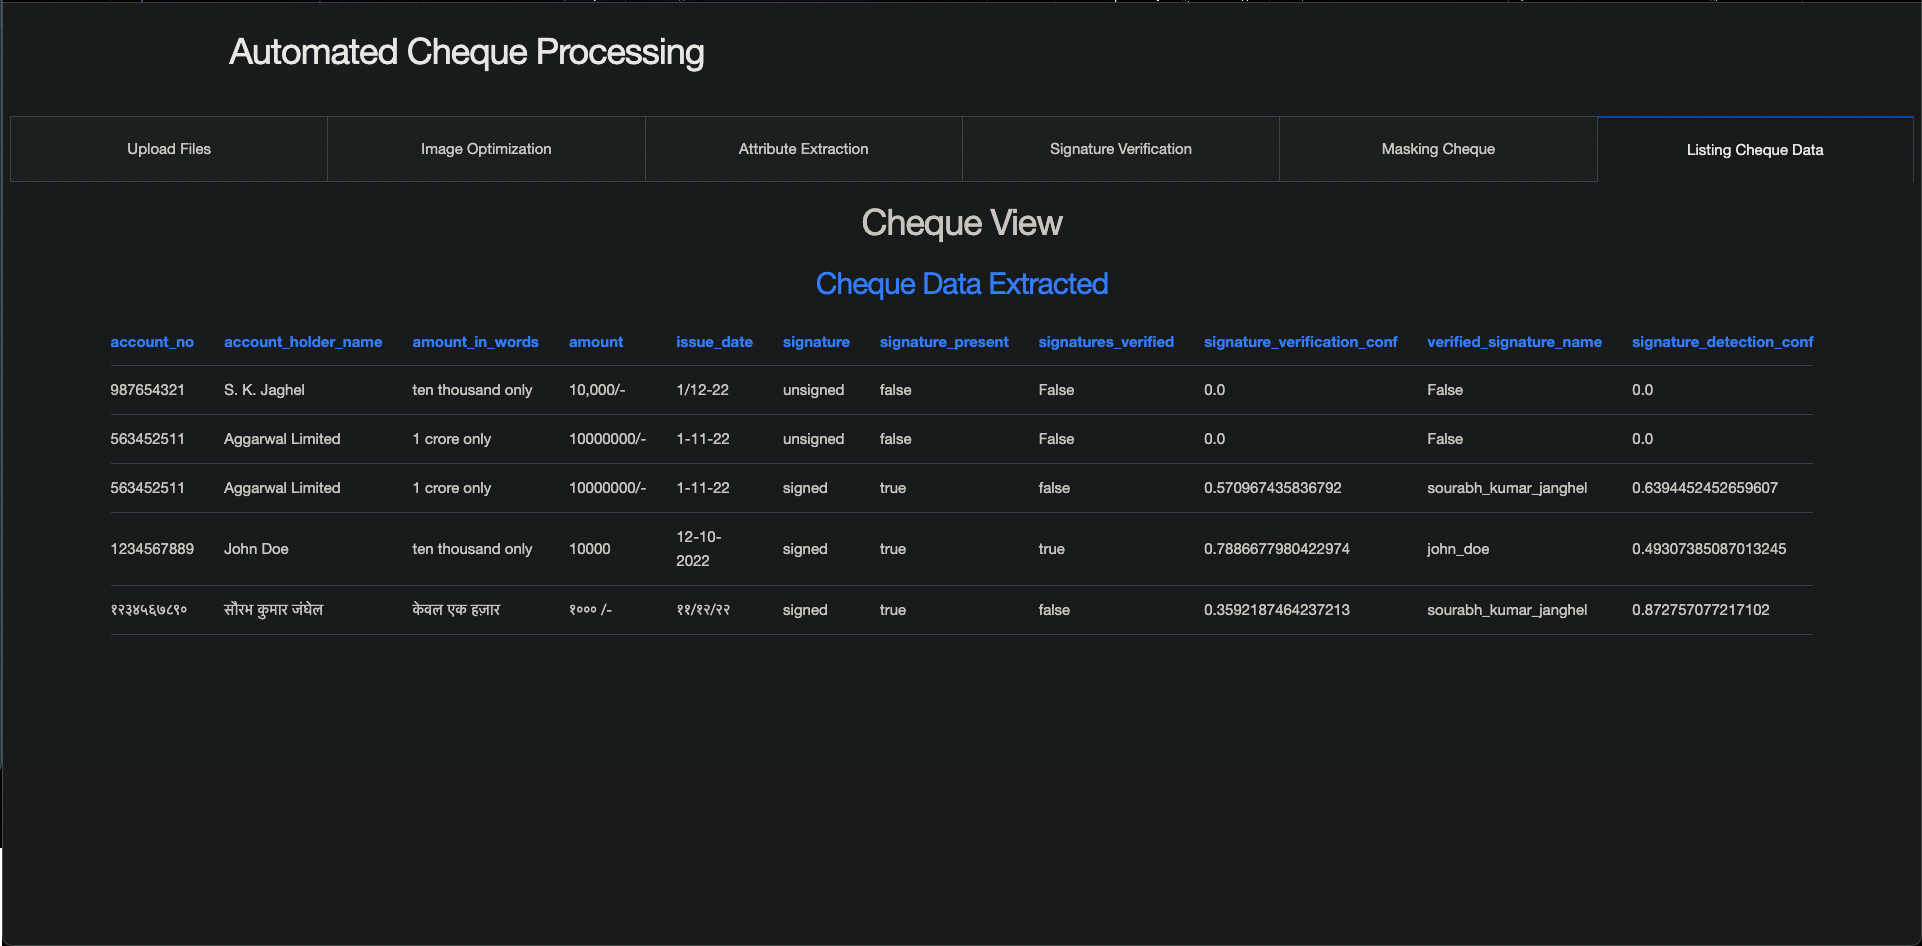 Automated Cheque Processing
Upload Files Image Optimization Attribute Extraction Signature Verification Masking Cheque Listing Cheque Data
Cheque View
Cheque Data Extracted
account_no account_holder_name amount_in_words amount issue_date signature signature_present signatures_verified signature_verification_conf verified_signature_name signature_detection_conf
987654321 S. K. Jaghel ten thousand only 10,000/- 1/12-22 unsigned false False 0.0 False 0.0
563452511 Aggarwal Limited 1 crore only 10000000/- 1-11-22 unsigned false False 0.0 False 0.0
563452511 Aggarwal Limited 1 crore only 10000000/- 1-11-22 signed true false 0.570967435836792 sourabh_kumar_janghel 0.6394452452659607
1234567889 John Doe ten thousand only 10000 12-10-2022 signed true true 0.7886677980422974 john_doe 0.49307385087013245
१२३४५६७८९० सौरभ कुमार जंघेल केवल एक हज़ार १००० /- ११/१२/२२ signed true false 0.3592187464237213 sourabh_kumar_janghel 0.872757077217102